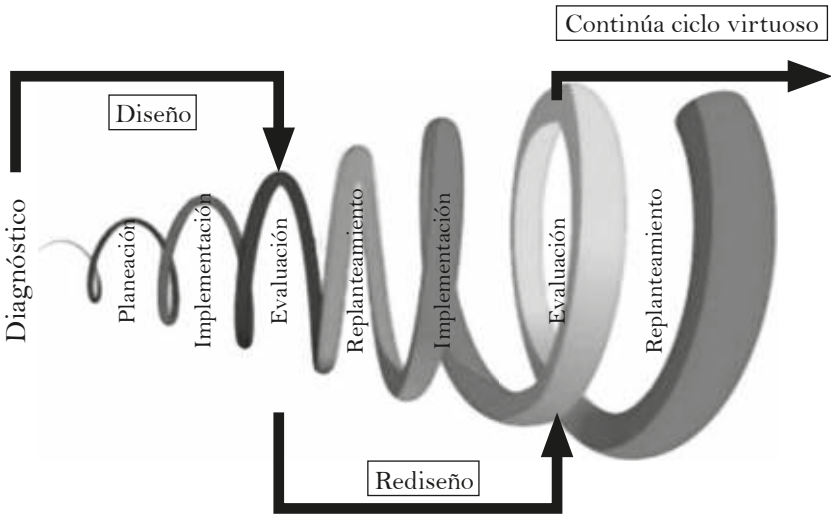 Continúa ciclo virtuoso
Diseño
Diagnóstico
Planeación
Implementación
Evaluación
Replanteamiento
Implementación
Evaluación
Replanteamiento
Rediseño